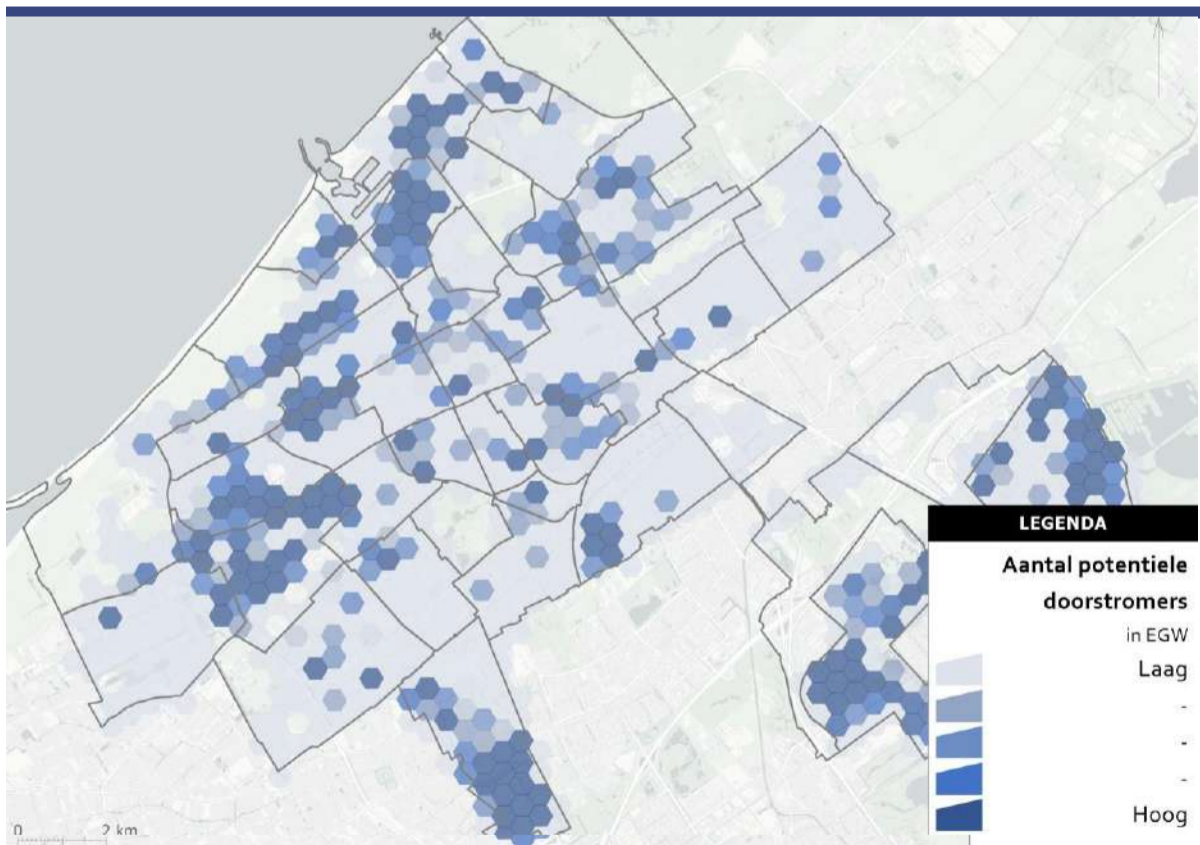 LEGENDA
Aantal potentiele
doorstromers
in EGW
Laag
-
-
-
Hoog
0 2 km